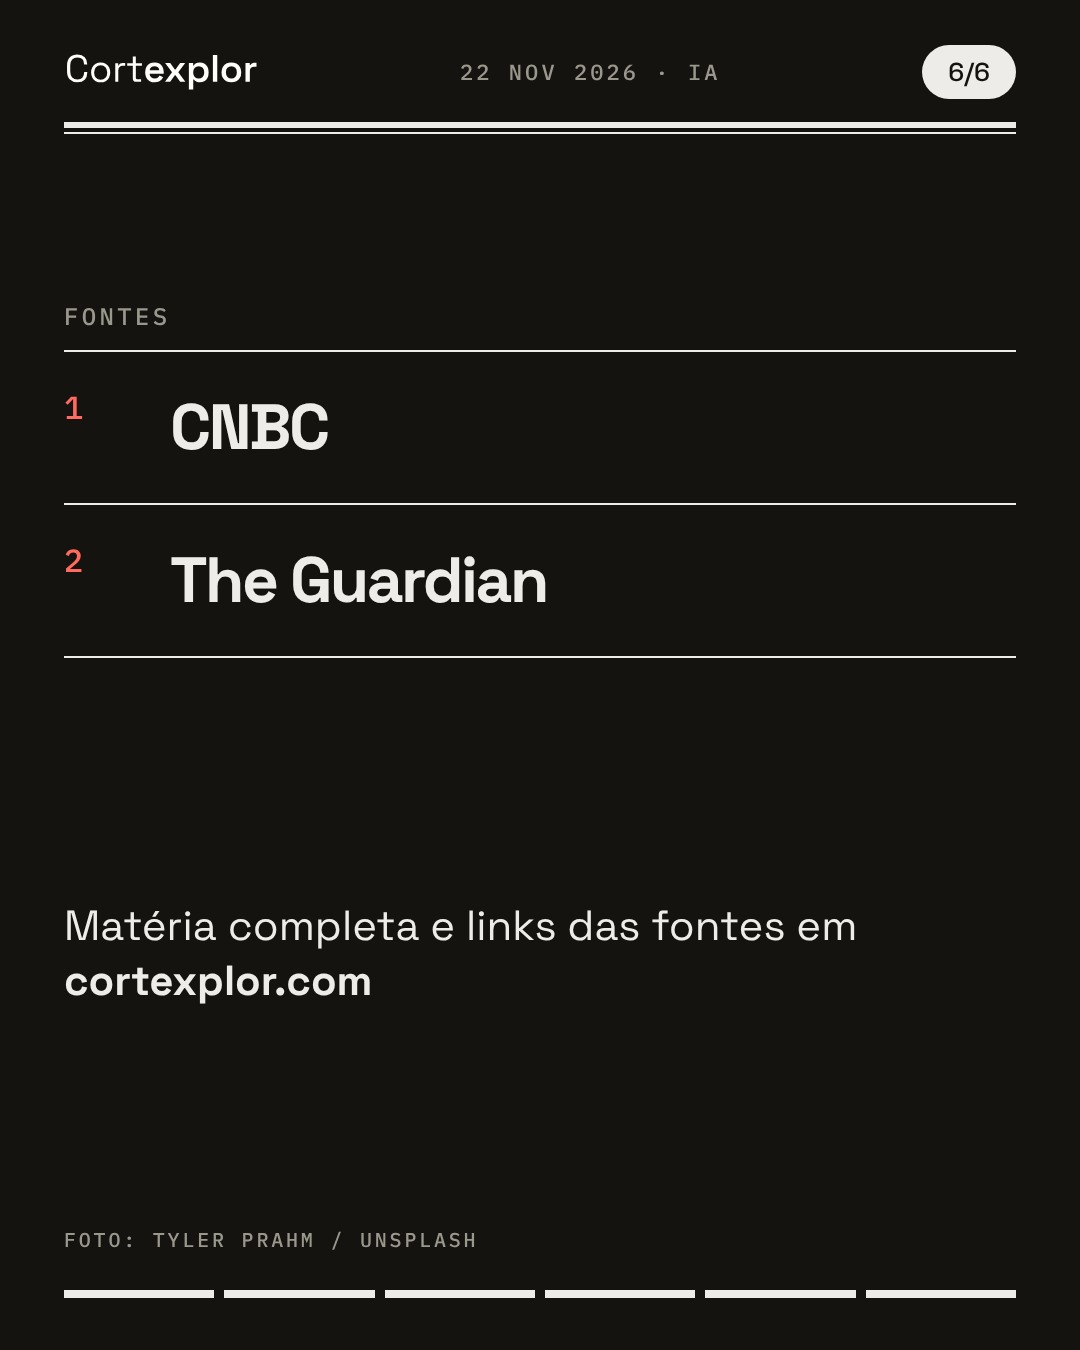 Cortexplor
22 NOV 2026 · IA
6/6
FONTES
1
CNBC
2
The Guardian
Matéria completa e links das fontes em
cortexplor.com
FOTO: TYLER PRAHM / UNSPLASH